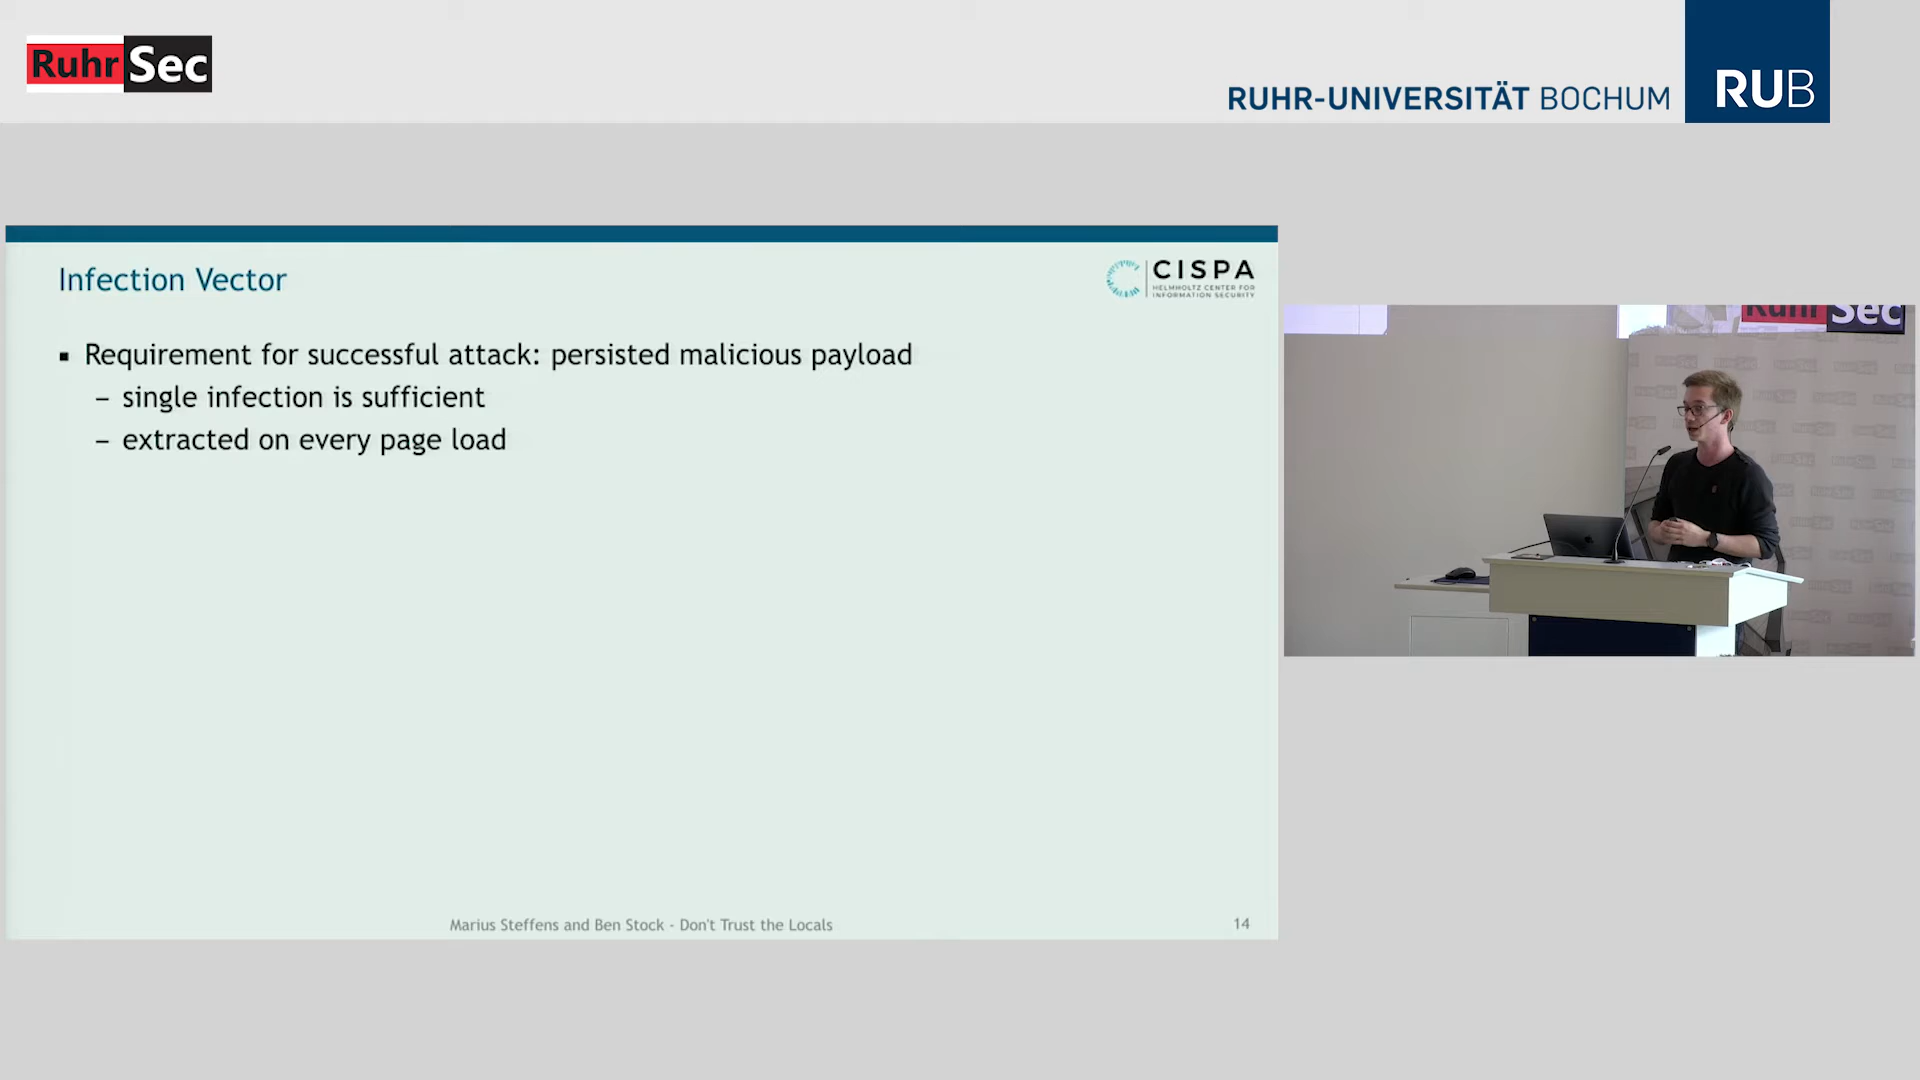 RuhrSec
RUHR-UNIVERSITÄT BOCHUM
RUB
Infection Vector
CISPA
HELMHOLTZ CENTER FOR
INFORMATION SECURITY
▪ Requirement for successful attack: persisted malicious payload
– single infection is sufficient
– extracted on every page load
Marius Steffens and Ben Stock - Don't Trust the Locals
14
RuhrSec